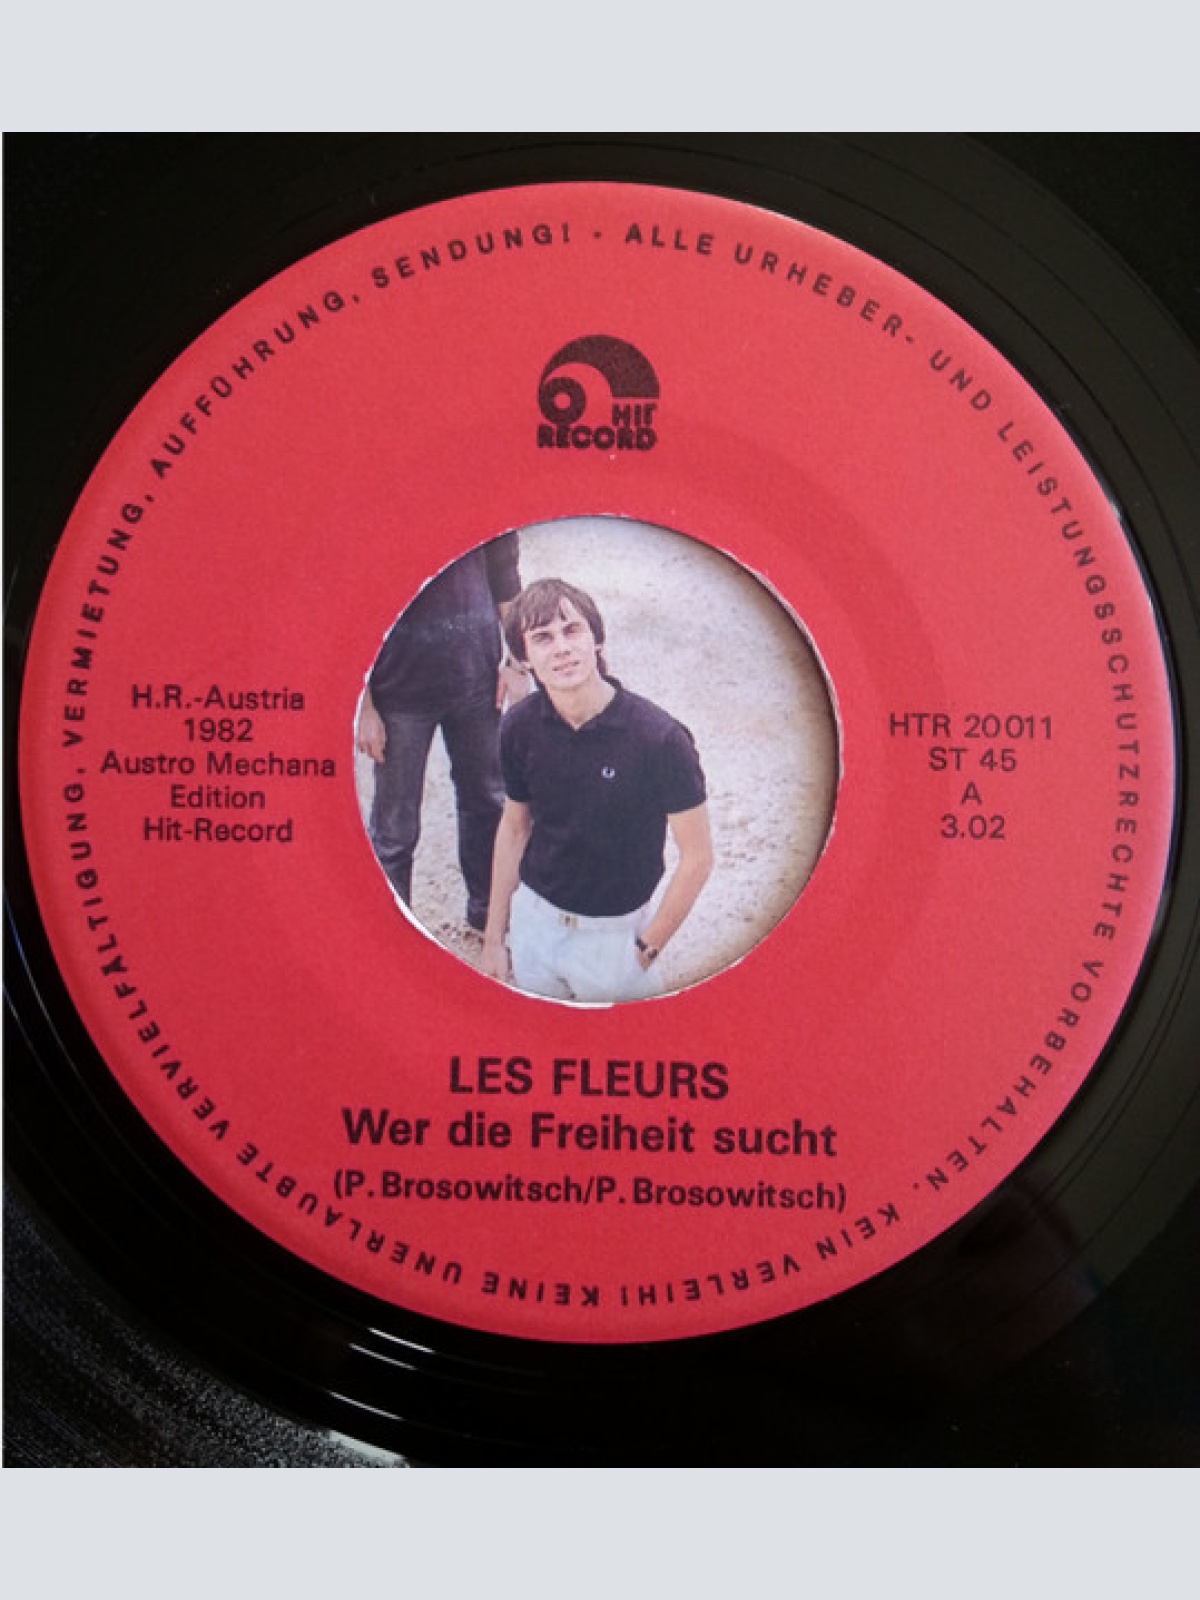 ALLE URHEBER- UND LEISTUNGSSCHUTZRECHTE VORBEHALTEN. KEIN VERLEIH! KEINE UNERLAUBTE VERVIELFÄLTIGUNG, VERMIETUNG, AUFFÜHRUNG, SENDUNG! -
HIT
RECORD
H.R.-Austria
1982
Austro Mechana
Edition
Hit-Record
HTR 20011
ST 45
A
3.02
LES FLEURS
Wer die Freiheit sucht
(P. Brosowitsch/P. Brosowitsch)